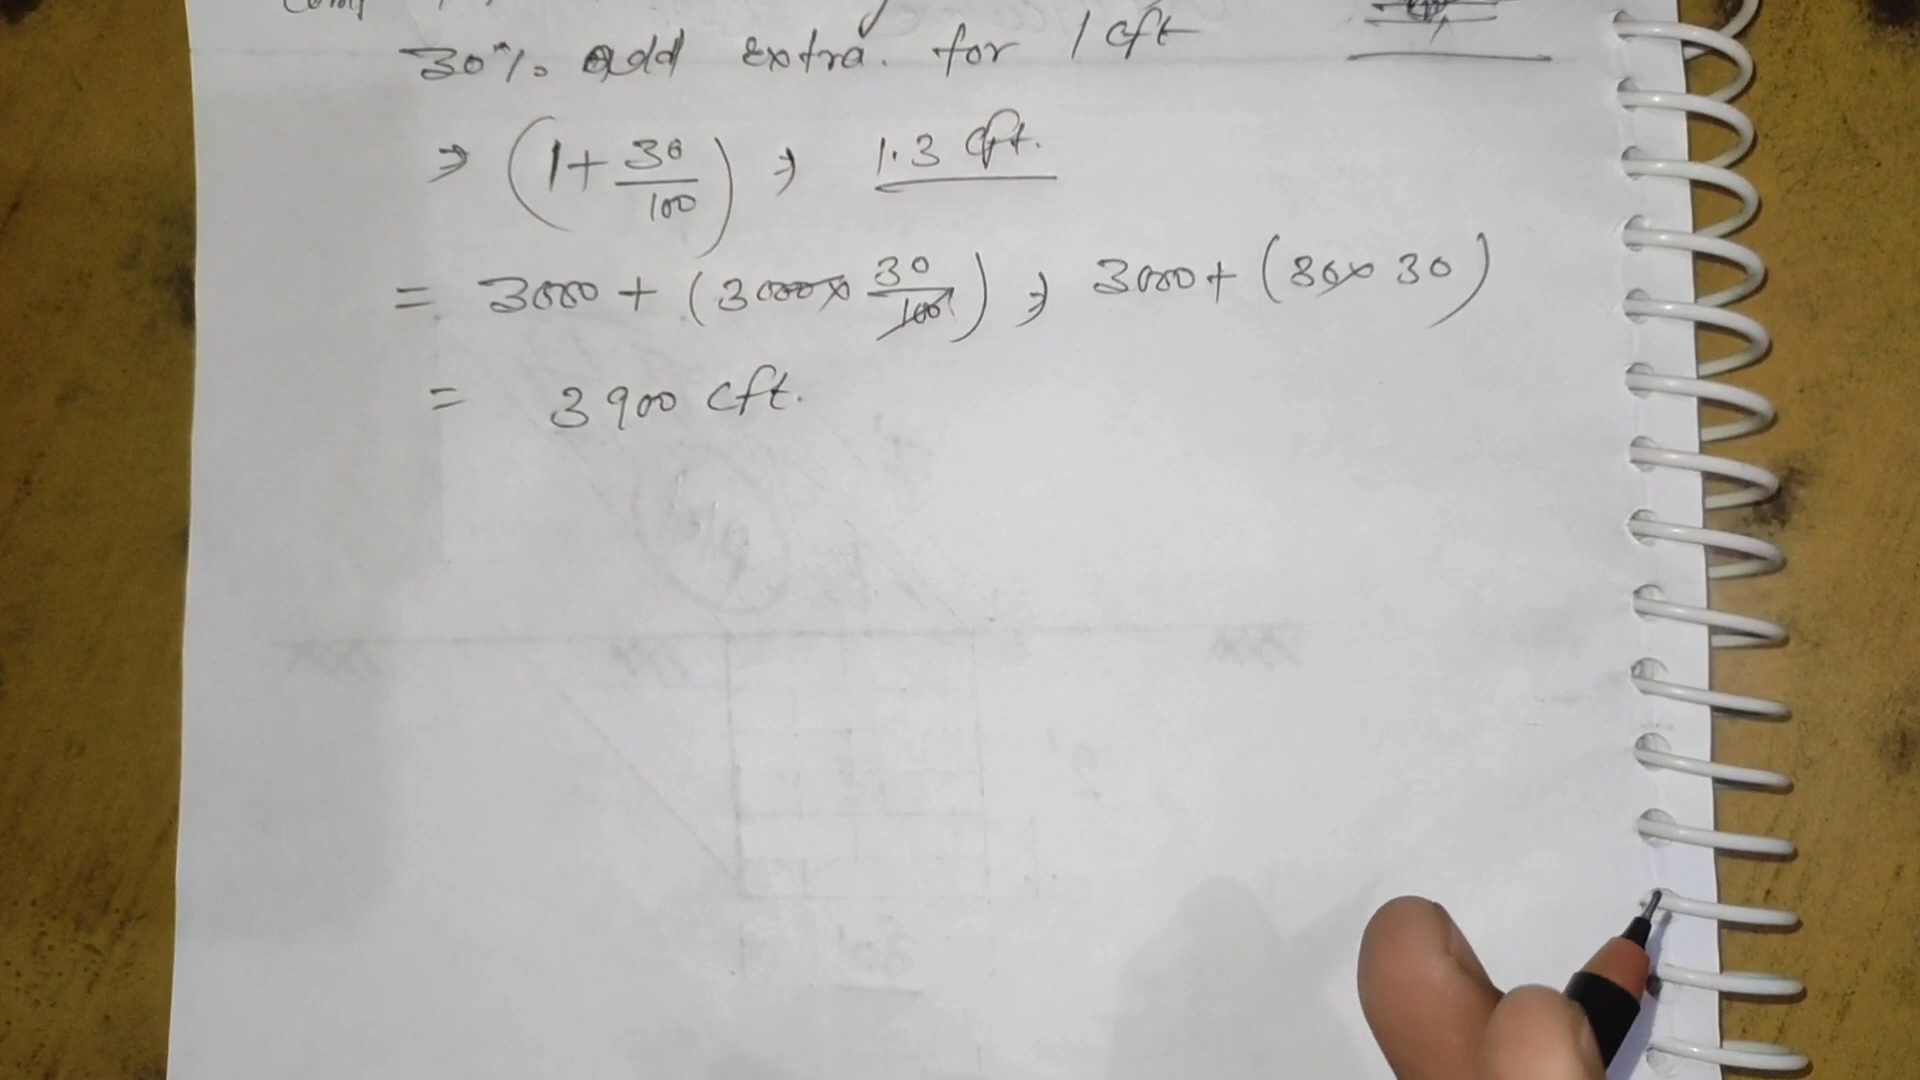 30% add extra. for 1 cft
⇒ (1 + 30/100) ⇒ 1.3 cft.
= 3000 + (3000 x 30/100) ⇒ 3000 + (30 x 30)
= 3900 cft.